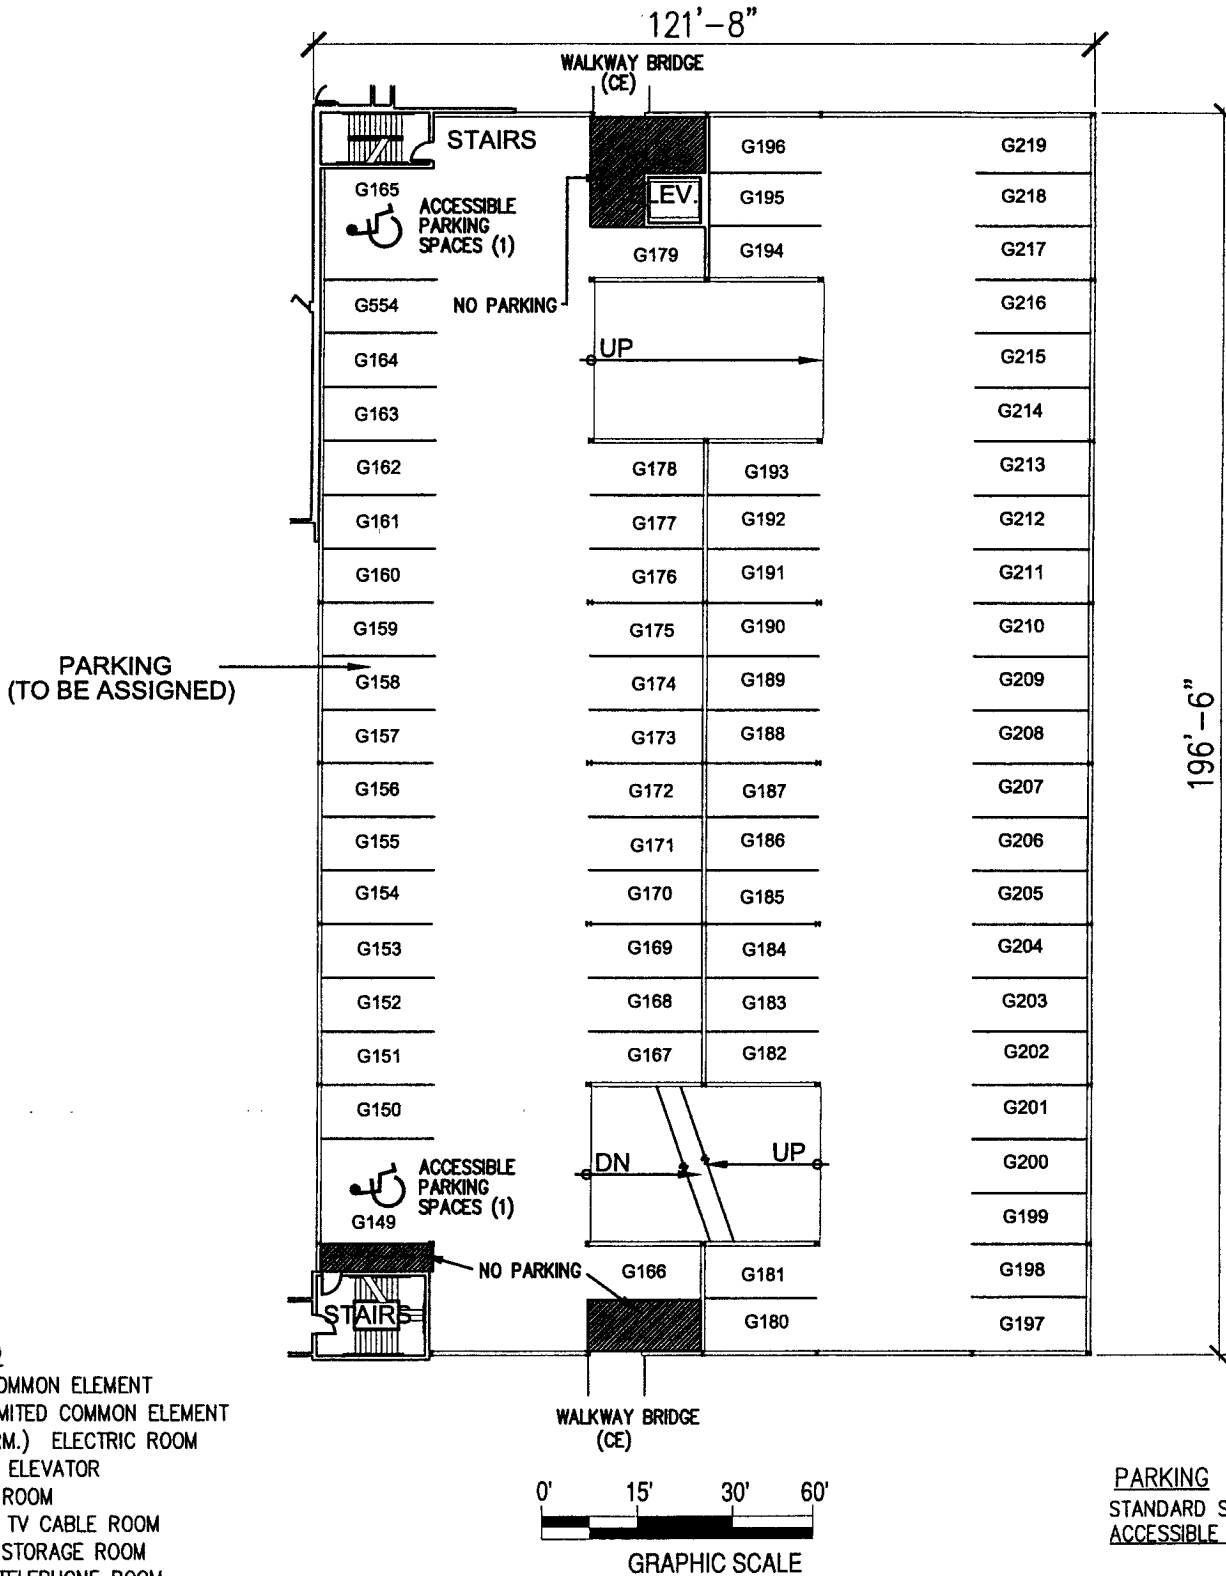 121'-8"
WALKWAY BRIDGE
(CE)
STAIRS
G196
G219
G165
ACCESSIBLE
PARKING
SPACES (1)
LEV.
G195
G218
G179
G194
G217
G554
NO PARKING
G216
G164
UP
G215
G163
G214
G162
G178
G193
G213
G161
G177
G192
G212
G160
G176
G191
G211
G159
G175
G190
G210
PARKING
(TO BE ASSIGNED)
G158
G174
G189
G209
196'-6"
G157
G173
G188
G208
G156
G172
G187
G207
G155
G171
G186
G206
G154
G170
G185
G205
G153
G169
G184
G204
G152
G168
G183
G203
G151
G167
G182
G202
G150
G201
ACCESSIBLE
PARKING
SPACES (1)
DN
UP
G200
G149
G199
NO PARKING
G166
G181
G198
STAIRS
G180
G197
OMMON ELEMENT
MITED COMMON ELEMENT
RM.) ELECTRIC ROOM
ELEVATOR
ROOM
TV CABLE ROOM
STORAGE ROOM
TELEPHONE ROOM
WALKWAY BRIDGE
(CE)
0' 15' 30' 60'
GRAPHIC SCALE
PARKING
STANDARD S
ACCESSIBLE